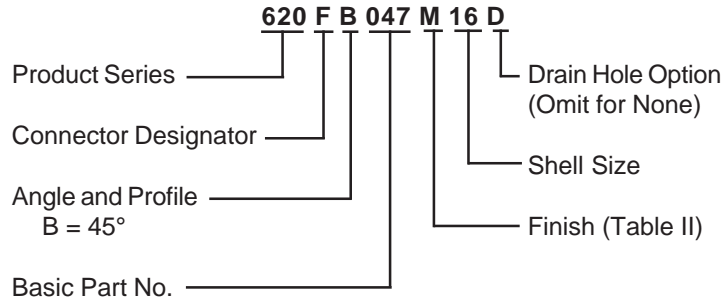 620 F B 047 M 16 D
Product Series
Connector Designator
Angle and Profile
B = 45°
Basic Part No.
Drain Hole Option
(Omit for None)
Shell Size
Finish (Table II)